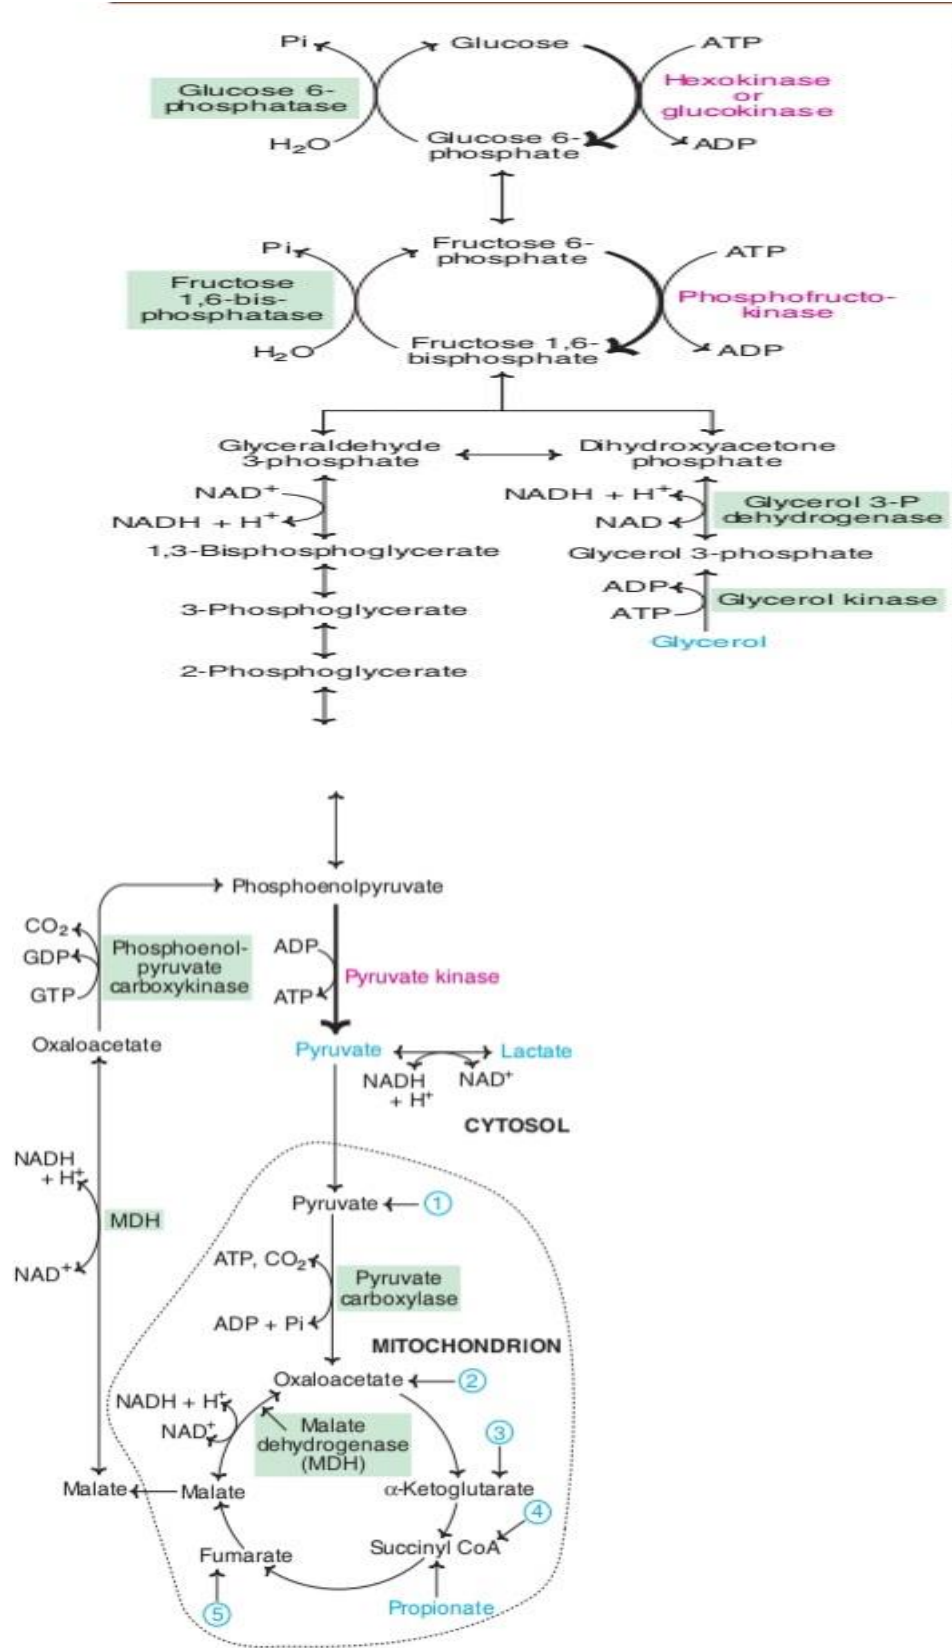 Pi
Glucose
ATP
Glucose 6-
phosphatase
Hexokinase
or
glucokinase
H₂O
Glucose 6-
phosphate
ADP
Pi
Fructose 6-
phosphate
ATP
Fructose
1,6-bis-
phosphatase
Phosphofructo-
kinase
H₂O
Fructose 1,6-
bisphosphate
ADP
Glyceraldehyde
3-phosphate
Dihydroxyacetone
phosphate
NAD⁺
NADH + H⁺
NADH + H⁺
NAD
Glycerol 3-P
dehydrogenase
1,3-Bisphosphoglycerate
Glycerol 3-phosphate
ADP
ATP
Glycerol kinase
3-Phosphoglycerate
Glycerol
2-Phosphoglycerate
Phosphoenolpyruvate
CO₂
GDP
GTP
Phosphoenol-
pyruvate
carboxykinase
ADP
ATP
Pyruvate kinase
Oxaloacetate
Pyruvate
Lactate
NADH
+ H⁺
NAD⁺
CYTOSOL
NADH
+ H⁺
MDH
NAD⁺
Pyruvate
1
ATP, CO₂
Pyruvate
carboxylase
ADP + Pi
MITOCHONDRION
Oxaloacetate
2
NADH + H⁺
NAD⁺
Malate
dehydrogenase
(MDH)
3
Malate
Malate
α-Ketoglutarate
4
Fumarate
Succinyl CoA
5
Propionate